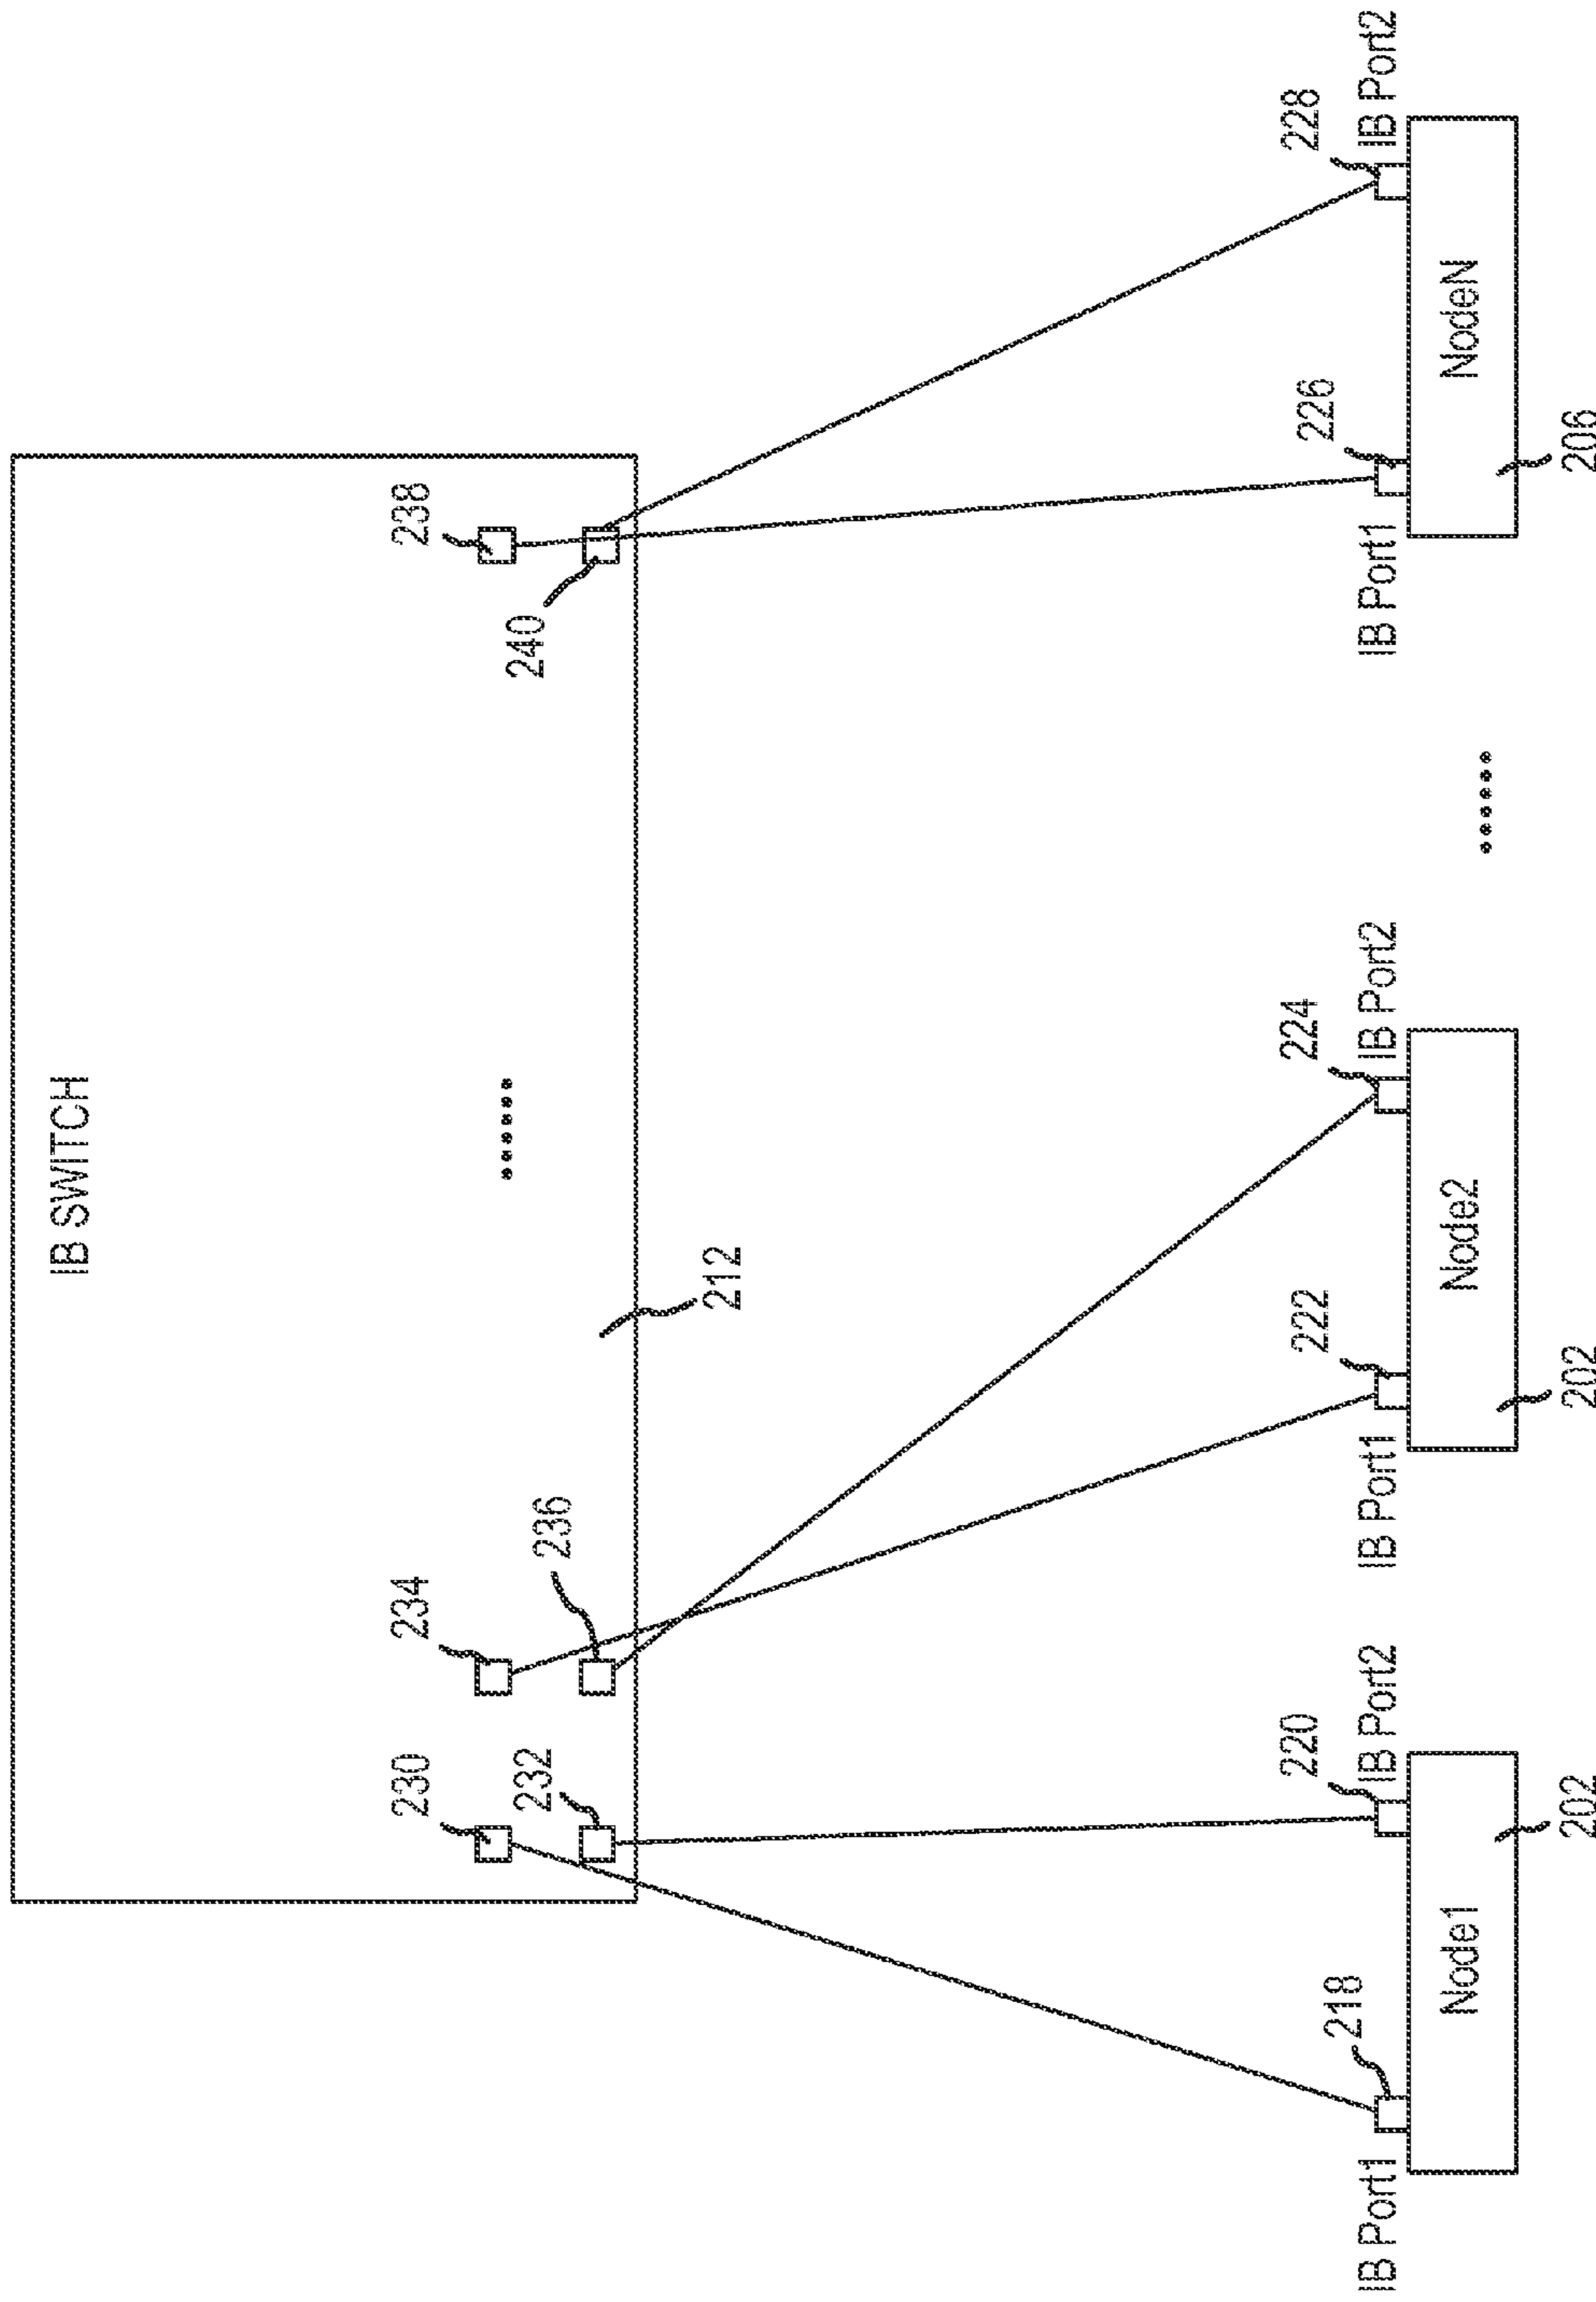 IB SWITCH
230
234
238
232
236
240
......
212
218
220
222
224
226
228
IB Port1
IB Port2
IB Port1
IB Port2
IB Port1
IB Port2
Node1
Node2
......
NodeN
202
202
206